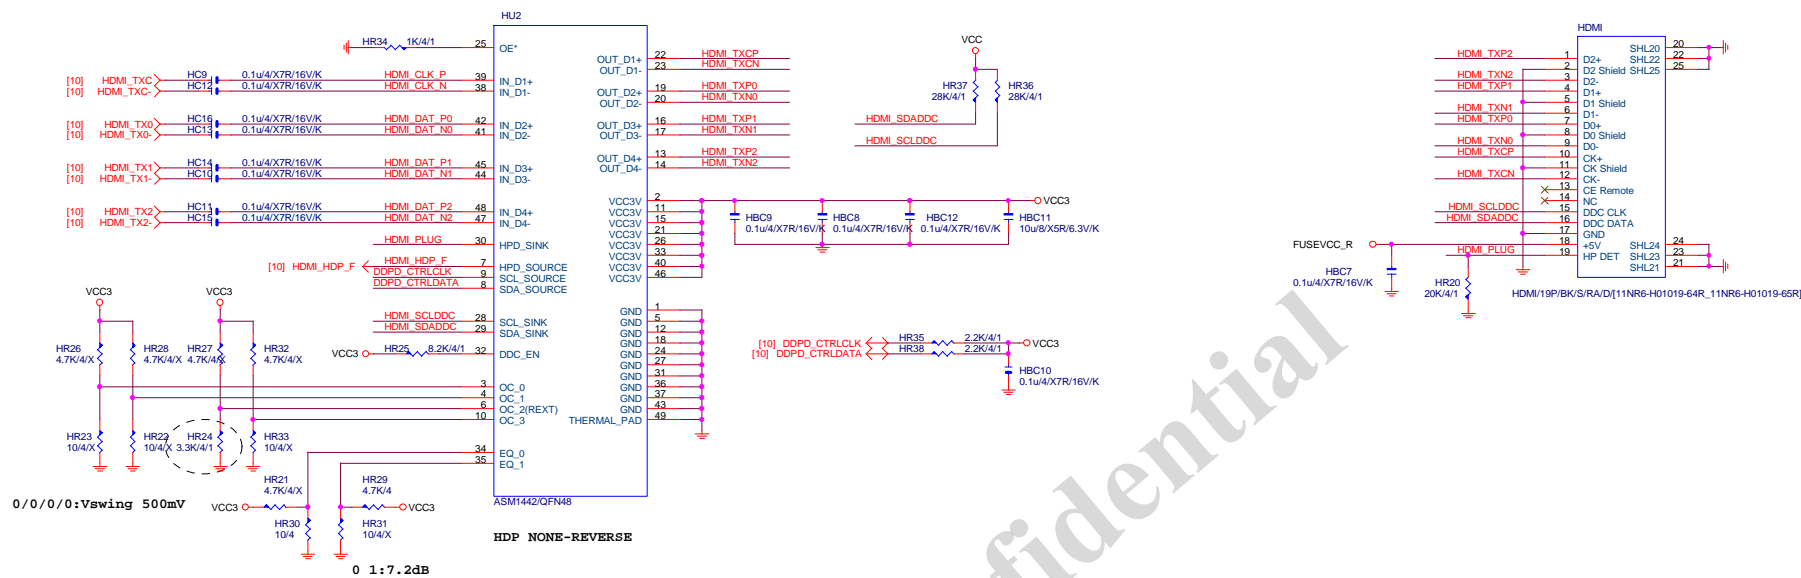 HU2
HR34 1K/4/1 25 OE*
[10] HDMI_TXC HC9 0.1u/4/X7R/16V/K HDMI_CLK_P 39 IN_D1+
[10] HDMI_TXC- HC12 0.1u/4/X7R/16V/K HDMI_CLK_N 38 IN_D1-
[10] HDMI_TX0 HC16 0.1u/4/X7R/16V/K HDMI_DAT_P0 42 IN_D2+
[10] HDMI_TX0- HC13 0.1u/4/X7R/16V/K HDMI_DAT_N0 41 IN_D2-
[10] HDMI_TX1 HC14 0.1u/4/X7R/16V/K HDMI_DAT_P1 45 IN_D3+
[10] HDMI_TX1- HC10 0.1u/4/X7R/16V/K HDMI_DAT_N1 44 IN_D3-
[10] HDMI_TX2 HC11 0.1u/4/X7R/16V/K HDMI_DAT_P2 48 IN_D4+
[10] HDMI_TX2- HC15 0.1u/4/X7R/16V/K HDMI_DAT_N2 47 IN_D4-
HDMI_PLUG 30 HPD_SINK
[10] HDMI_HDP_F HDMI_HDP_F 7 HPD_SOURCE
DDPD_CTRLCLK 9 SCL_SOURCE
DDPD_CTRLDATA 8 SDA_SOURCE
HDMI_SCLDDC 28 SCL_SINK
HDMI_SDADDC 29 SDA_SINK
VCC3 HR25 8.2K/4/1 32 DDC_EN
3 OC_0
4 OC_1
6 OC_2(REXT)
10 OC_3
34 EQ_0
35 EQ_1
VCC3 VCC3
HR26 HR28 HR27 HR32
4.7K/4/X 4.7K/4/X 4.7K/4/X 4.7K/4/X
HR23 HR22 HR24 HR33
10/4/X 10/4/X 3.3K/4/1 10/4/X
0/0/0/0:Vswing 500mV
HR21 HR29
4.7K/4/X 4.7K/4
VCC3 VCC3
HR30 HR31
10/4 10/4/X
0 1:7.2dB
ASM1442/QFN48
HDP NONE-REVERSE
OUT_D1+ 22 HDMI_TXCP
OUT_D1- 23 HDMI_TXCN
OUT_D2+ 19 HDMI_TXP0
OUT_D2- 20 HDMI_TXN0
OUT_D3+ 16 HDMI_TXP1
OUT_D3- 17 HDMI_TXN1
OUT_D4+ 13 HDMI_TXP2
OUT_D4- 14 HDMI_TXN2
VCC3V 2
VCC3V 11
VCC3V 15
VCC3V 21
VCC3V 26
VCC3V 33
VCC3V 40
VCC3V 46
GND 1
GND 5
GND 12
GND 18
GND 24
GND 27
GND 31
GND 36
GND 37
GND 43
THERMAL_PAD 49
VCC
HR37 HR36
28K/4/1 28K/4/1
HDMI_SDADDC
HDMI_SCLDDC
VCC3
HBC9 HBC8 HBC12 HBC11
0.1u/4/X7R/16V/K 0.1u/4/X7R/16V/K 0.1u/4/X7R/16V/K 10u/8/X5R/6.3V/K
[10] DDPD_CTRLCLK HR35 2.2K/4/1 VCC3
[10] DDPD_CTRLDATA HR38 2.2K/4/1
HBC10
0.1u/4/X7R/16V/K
HDMI
HDMI_TXP2 1 D2+
2 D2 Shield
HDMI_TXN2 3 D2-
HDMI_TXP1 4 D1+
5 D1 Shield
HDMI_TXN1 6 D1-
HDMI_TXP0 7 D0+
8 D0 Shield
HDMI_TXN0 9 D0-
HDMI_TXCP 10 CK+
11 CK Shield
HDMI_TXCN 12 CK-
13 CE Remote
14 NC
HDMI_SCLDDC 15 DDC CLK
HDMI_SDADDC 16 DDC DATA
17 GND
FUSEVCC_R 18 +5V
HDMI_PLUG 19 HP DET
SHL20 20
SHL22 22
SHL25 25
SHL24 24
SHL23 23
SHL21 21
HBC7
0.1u/4/X7R/16V/K
HR20
20K/4/1
HDMI/19P/BK/S/RA/D/[11NR6-H01019-64R_11NR6-H01019-65R]
fidential